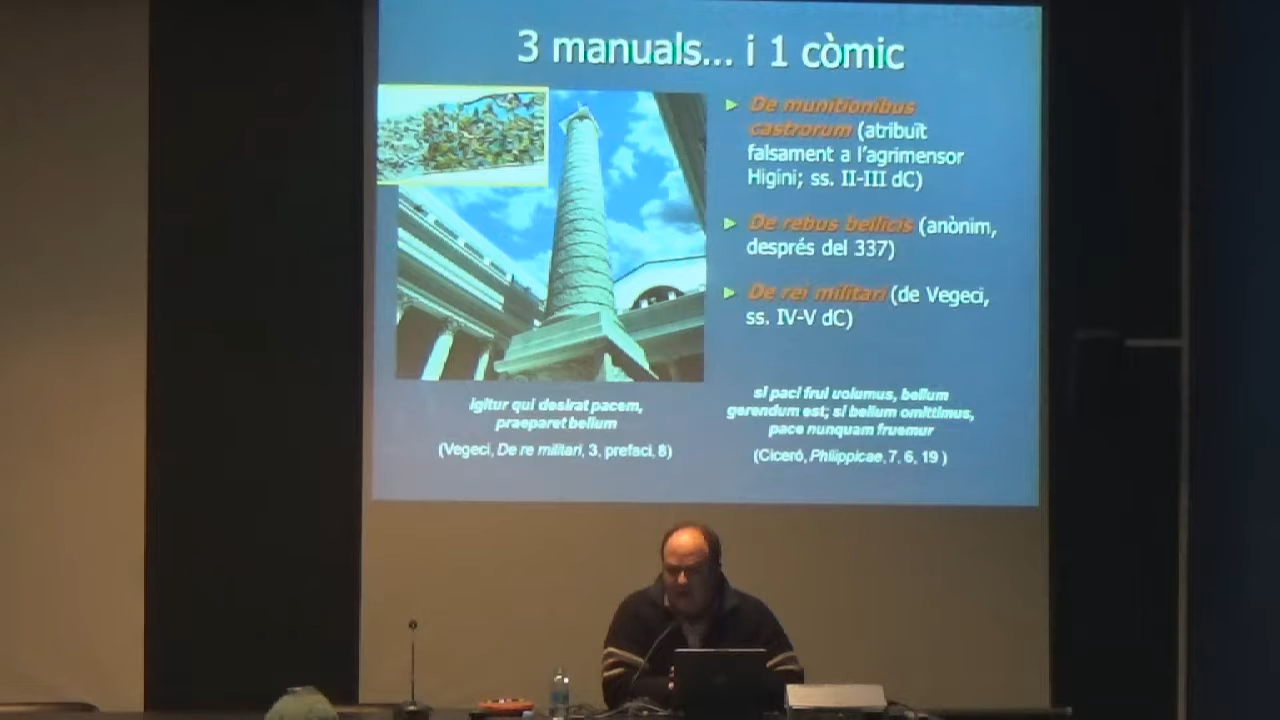 3 manuals... i 1 còmic
De munitionibus
castrorum (atribuït
falsament a l'agrimensor
Higini; ss. II-III dC)
De rebus bellicis (anònim,
després del 337)
De rei militari (de Vegeci,
ss. IV-V dC)
igitur qui desirat pacem,
praeparet bellum
(Vegeci, De re militari, 3, prefaci, 8)
si paci frui uolumus, bellum
gerendum est; si bellum omittimus,
pace nunquam fruemur
(Ciceró, Philippicae, 7, 6, 19 )